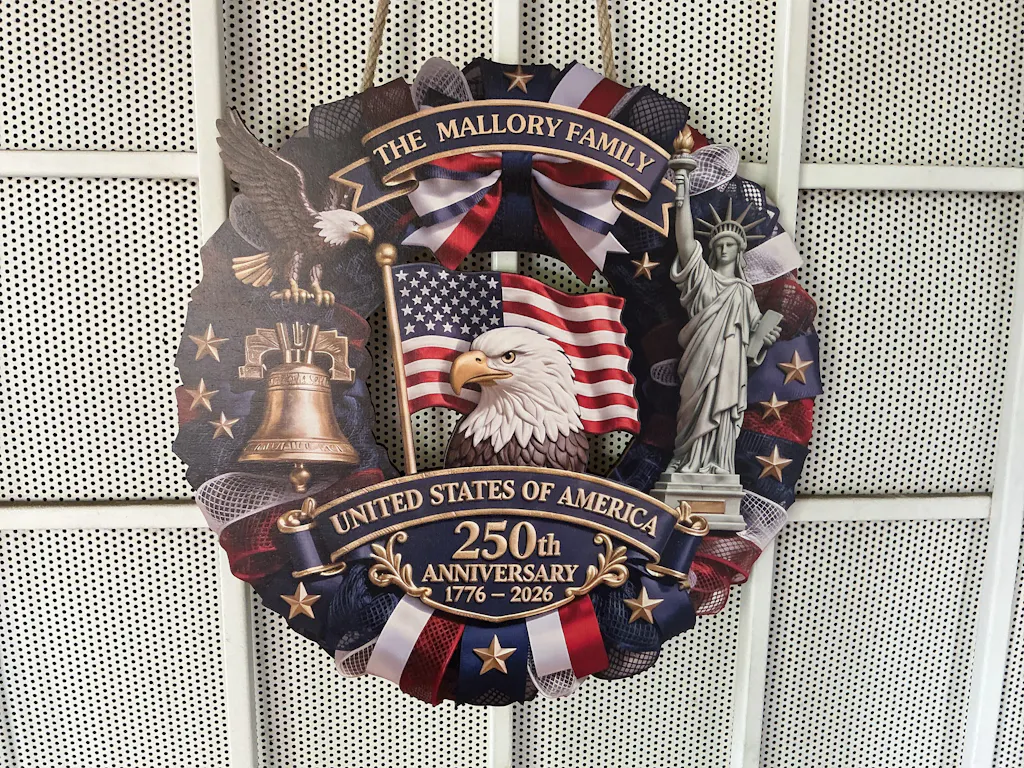 THE MALLORY FAMILY
UNITED STATES OF AMERICA
250th
ANNIVERSARY
1776 – 2026